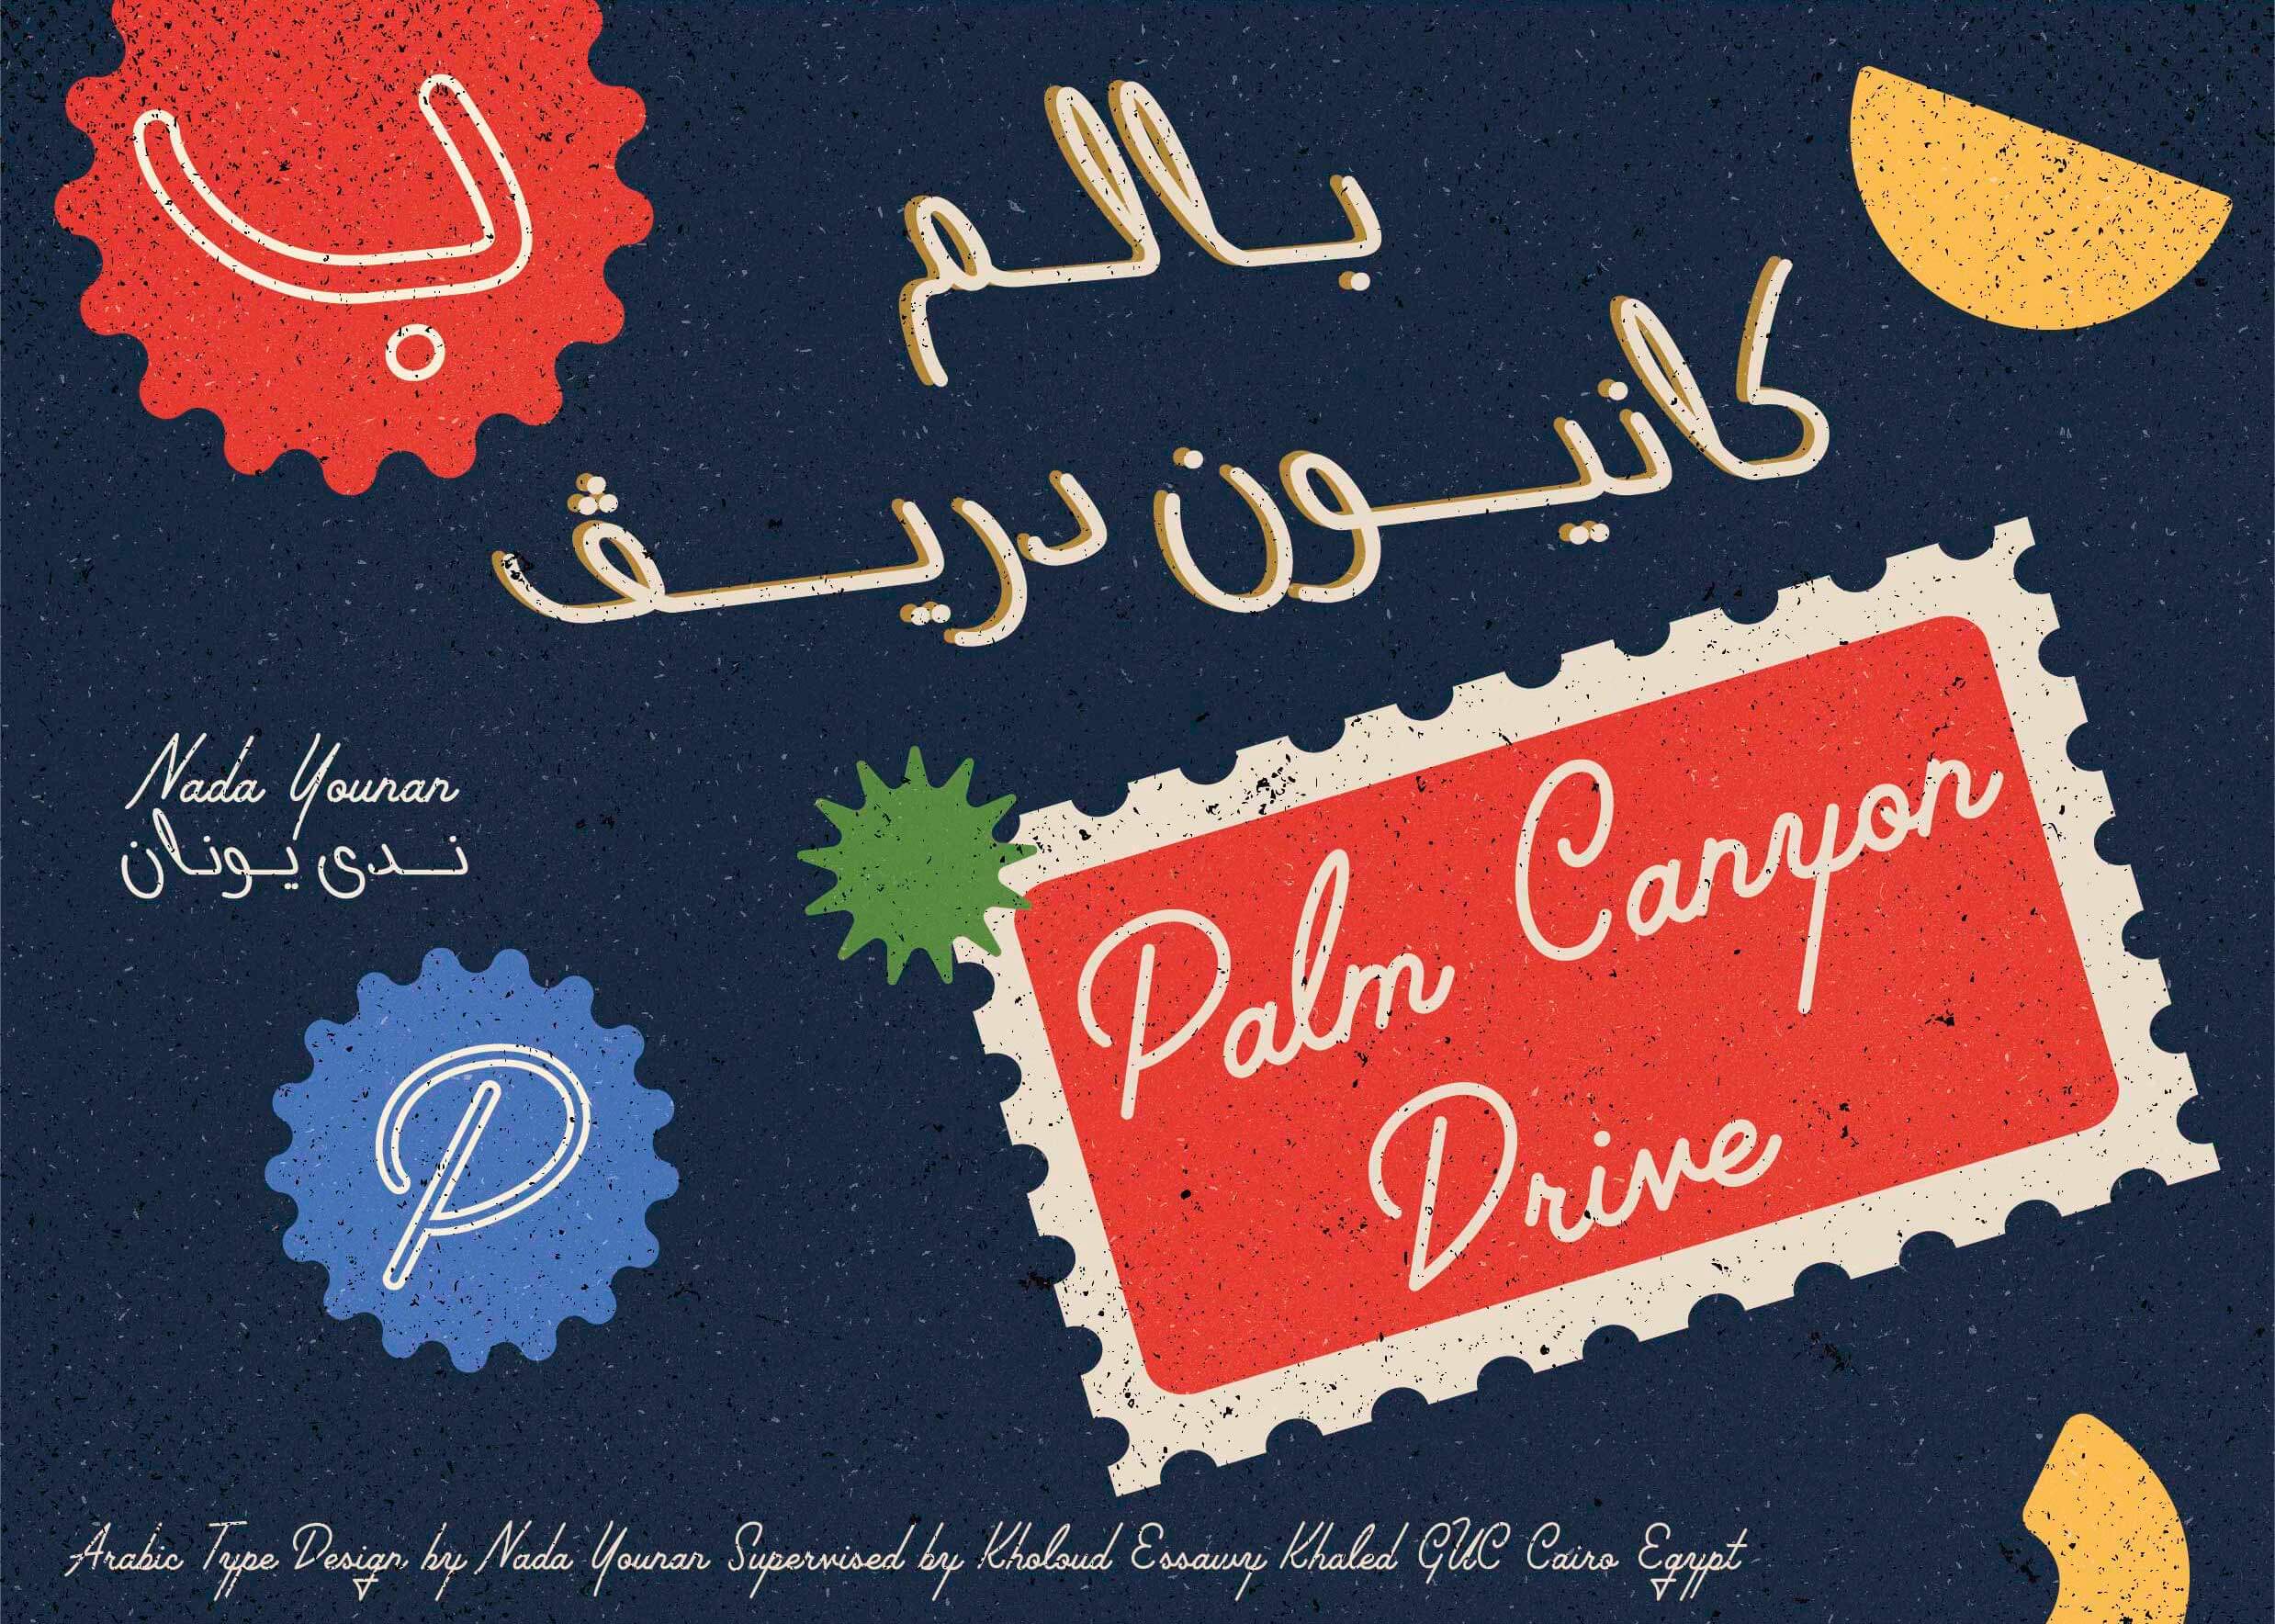 ب
بالم
كانيون دريڤ
Nada Younan
ندى يونان
Palm Canyon
Drive
P
Arabic Type Design by Nada Younan Supervised by Kholoud Essawy Khaled GUC Cairo Egypt